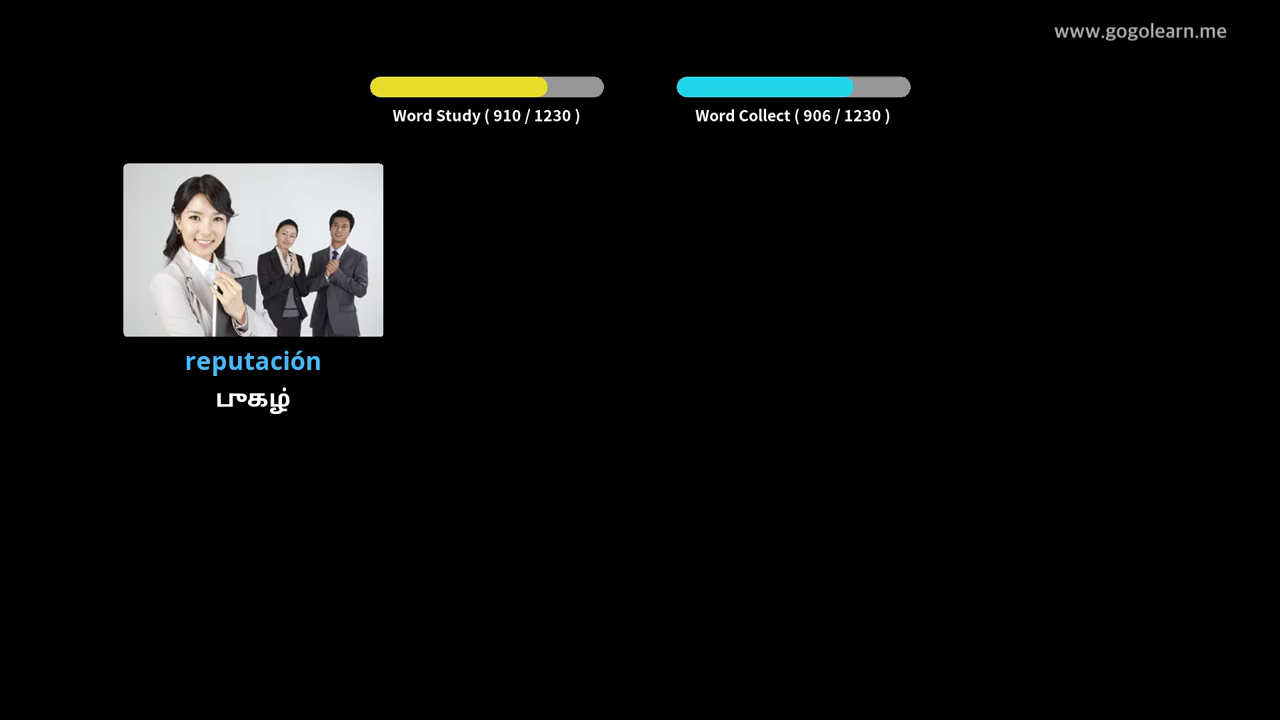 www.gogolearn.me
Word Study ( 910 / 1230 )
Word Collect ( 906 / 1230 )
reputación
புகழ்